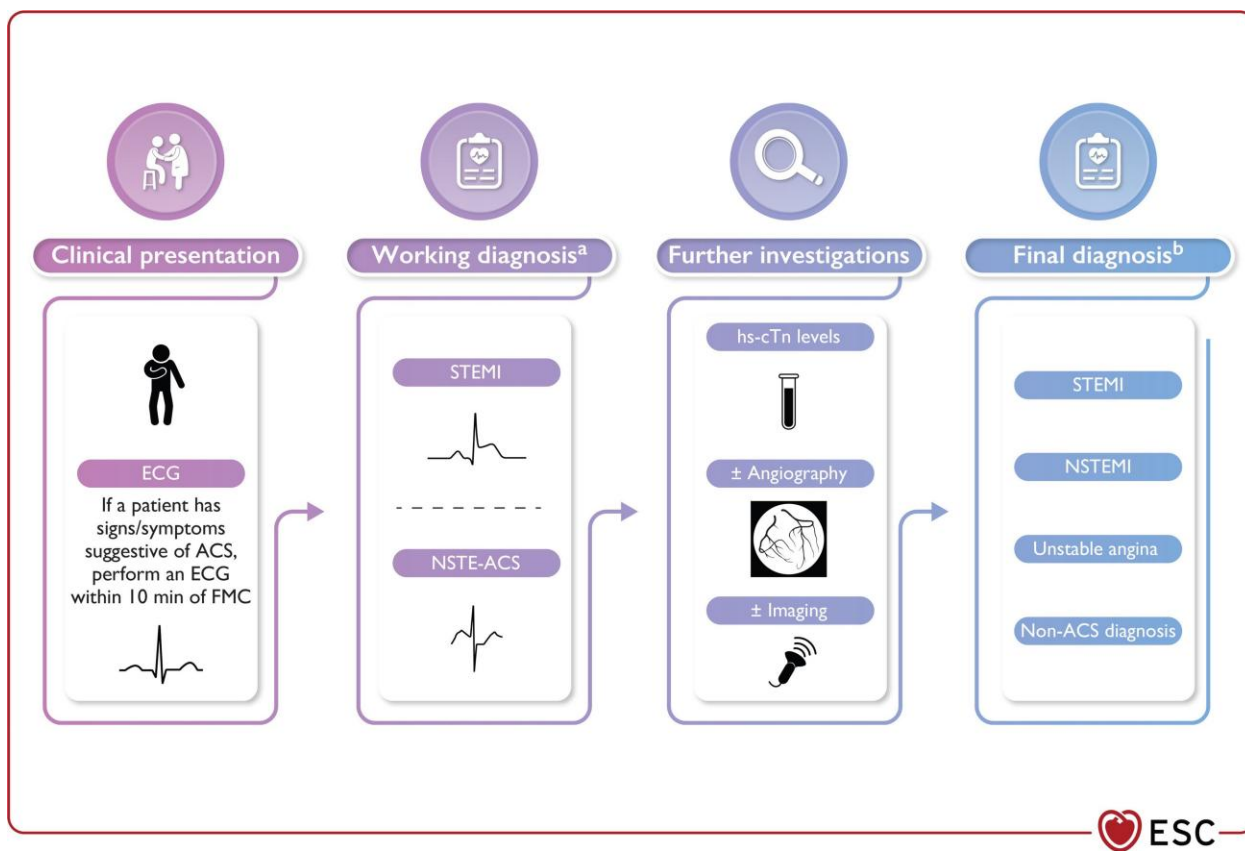 Clinical presentation
ECG
If a patient has
signs/symptoms
suggestive of ACS,
perform an ECG
within 10 min of FMC
Working diagnosisᵃ
STEMI
NSTE-ACS
Further investigations
hs-cTn levels
± Angiography
± Imaging
Final diagnosisᵇ
STEMI
NSTEMI
Unstable angina
Non-ACS diagnosis
ESC